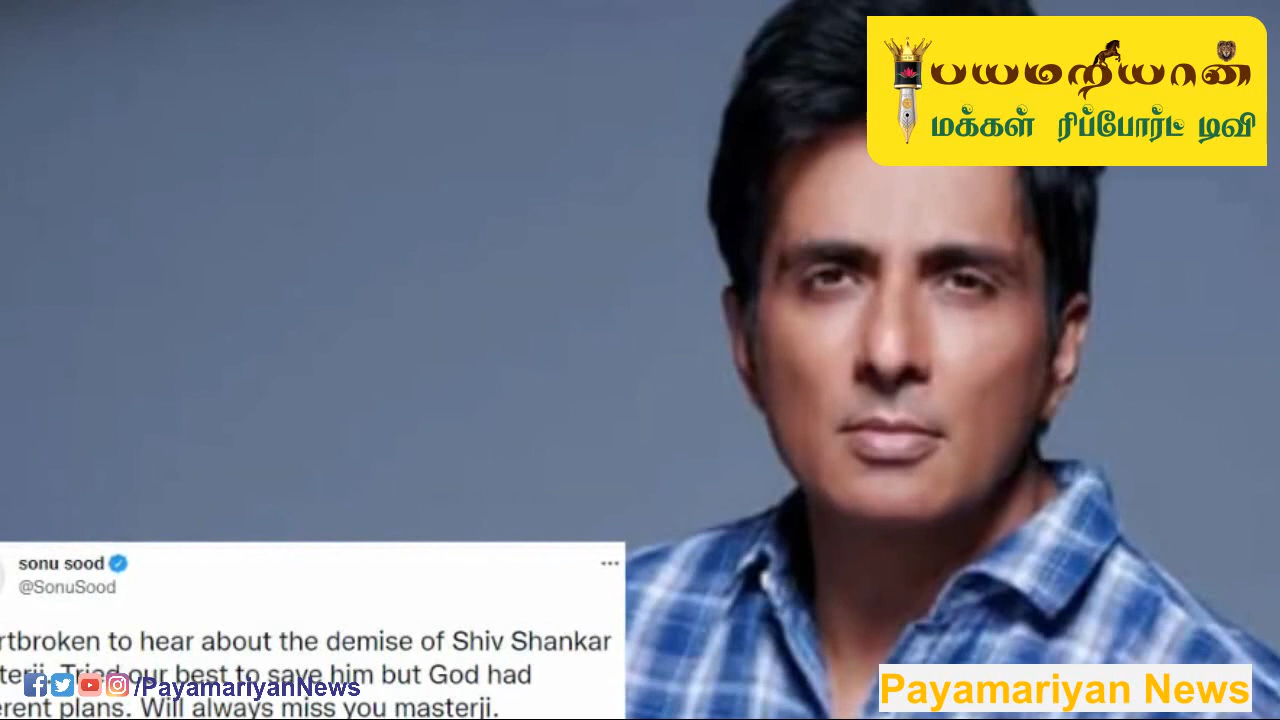 பயமறியான்
மக்கள் ரிப்போர்ட் டிவி
sonu sood
@SonuSood
to hear about the demise of Shiv Shankar
Tried our best to save him but God had
plans. Will always miss you masterji.
/PayamariyanNews
Payamariyan News